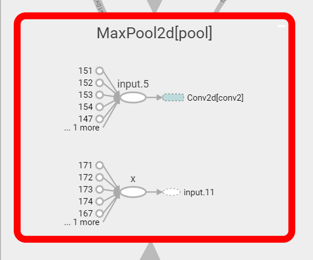 MaxPool2d[pool]
151
152
153
154
147
... 1 more
input.5
Conv2d[conv2]
171
172
173
174
167
... 1 more
x
input.11